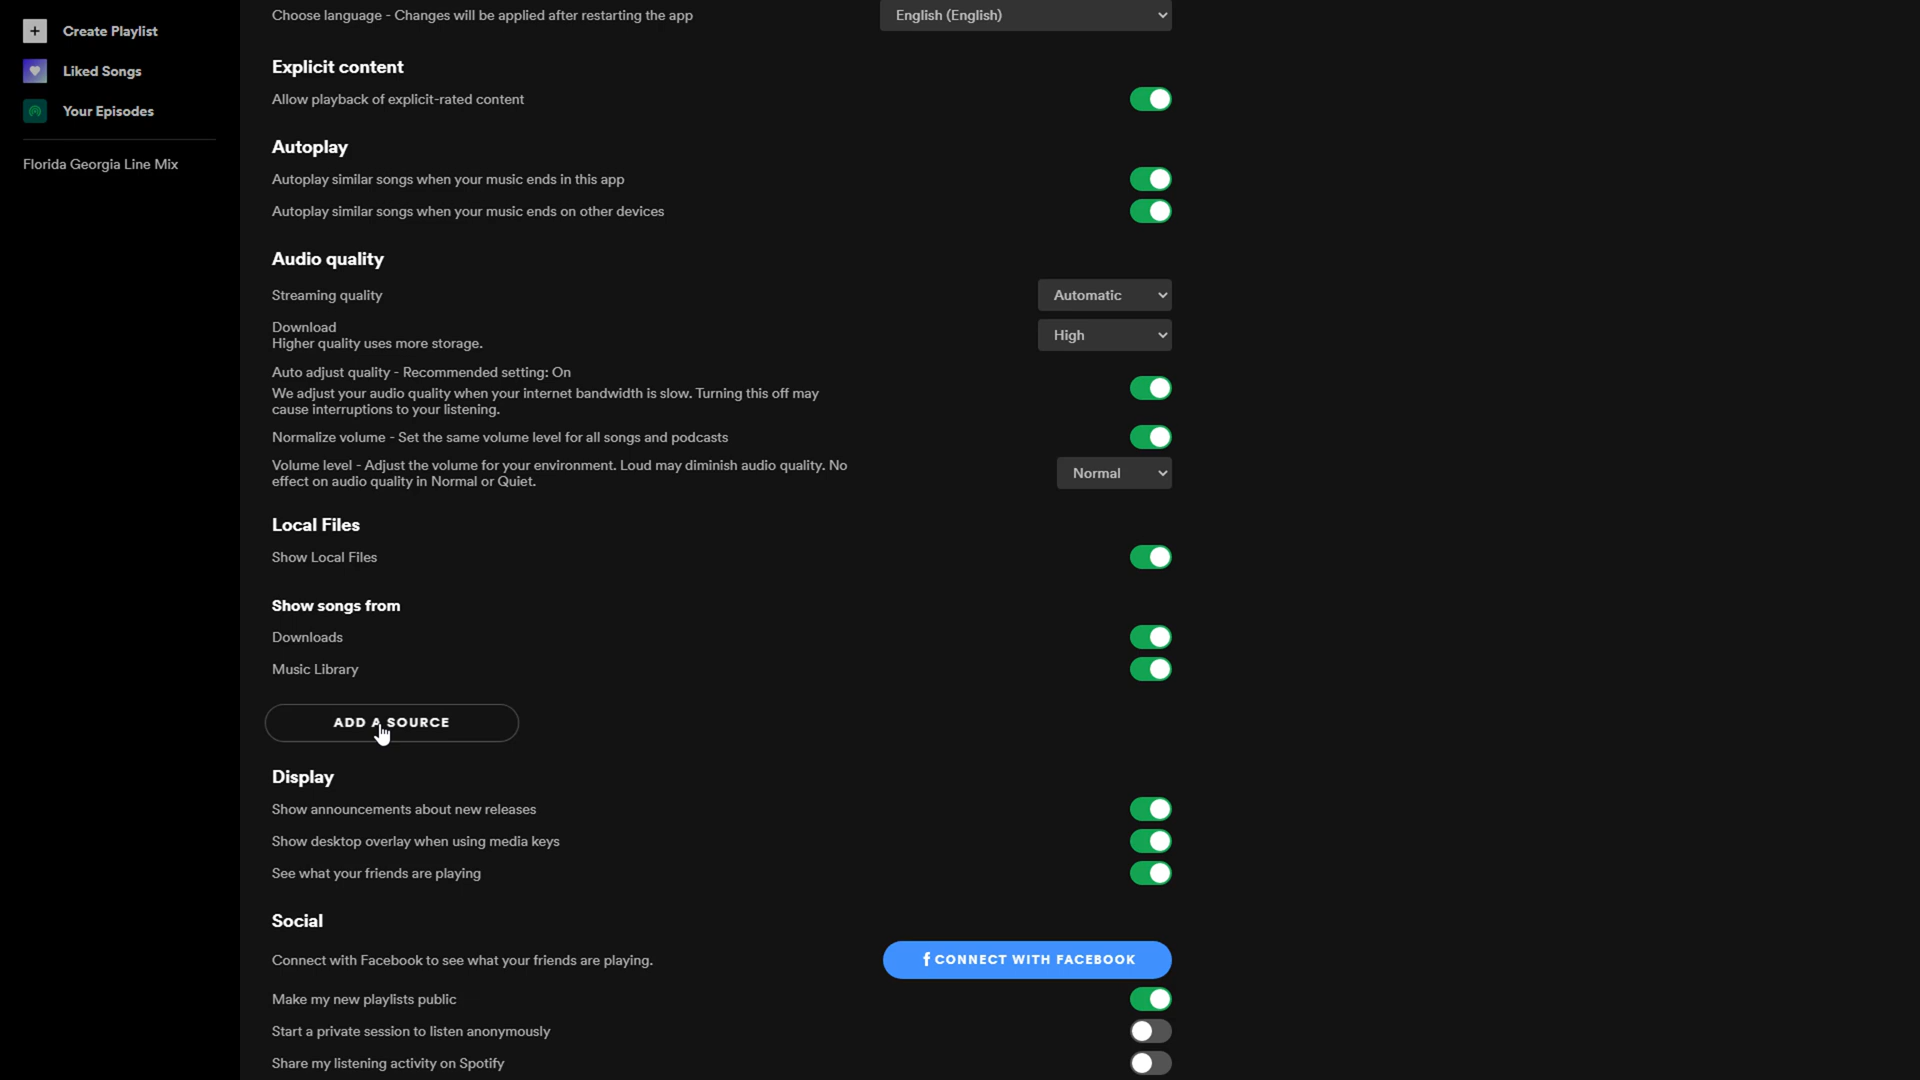 Create Playlist
Liked Songs
Your Episodes
Florida Georgia Line Mix
Choose language - Changes will be applied after restarting the app
English (English)
Explicit content
Allow playback of explicit-rated content
Autoplay
Autoplay similar songs when your music ends in this app
Autoplay similar songs when your music ends on other devices
Audio quality
Streaming quality
Automatic
Download
Higher quality uses more storage.
High
Auto adjust quality - Recommended setting: On
We adjust your audio quality when your internet bandwidth is slow. Turning this off may
cause interruptions to your listening.
Normalize volume - Set the same volume level for all songs and podcasts
Volume level - Adjust the volume for your environment. Loud may diminish audio quality. No
effect on audio quality in Normal or Quiet.
Normal
Local Files
Show Local Files
Show songs from
Downloads
Music Library
ADD A SOURCE
Display
Show announcements about new releases
Show desktop overlay when using media keys
See what your friends are playing
Social
Connect with Facebook to see what your friends are playing.
CONNECT WITH FACEBOOK
Make my new playlists public
Start a private session to listen anonymously
Share my listening activity on Spotify